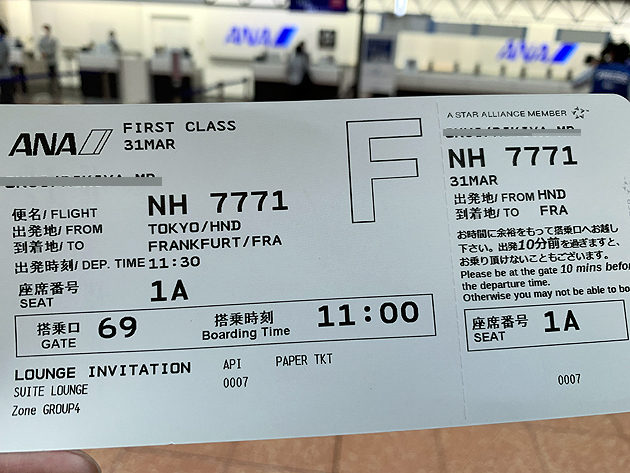 ANA
ANA
ANA
FIRST CLASS
31MAR
F
便名/FLIGHT NH 7771
出発地/FROM TOKYO/HND
到着地/TO FRANKFURT/FRA
出発時刻/DEP. TIME 11:30
座席番号
SEAT 1A
搭乗口
GATE 69
搭乗時刻
Boarding Time 11:00
LOUNGE INVITATION
SUITE LOUNGE
Zone GROUP4
API PAPER TKT
0007
A STAR ALLIANCE MEMBER
NH 7771
31MAR
出発地/FROM HND
到着地/TO FRA
お時間に余裕をもって搭乗口へお越し
下さい。出発10分前を過ぎますと、
お乗り頂けないこともございます。
Please be at the gate 10 mins before
the departure time.
Otherwise you may not be able to bo
座席番号
SEAT 1A
0007